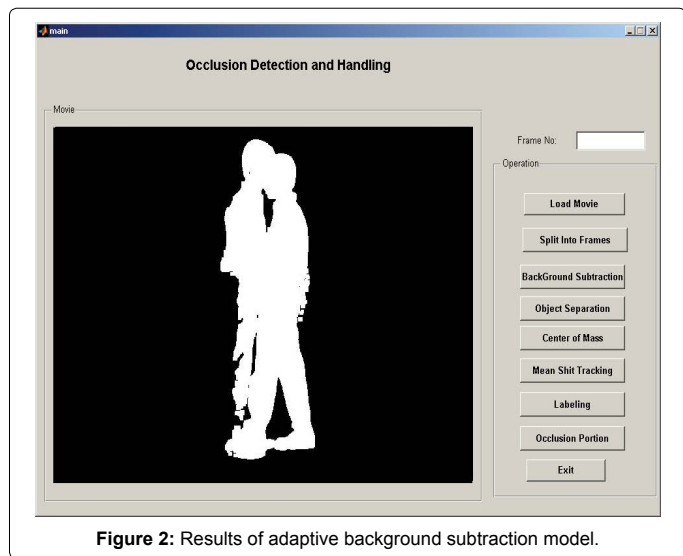 main
Occlusion Detection and Handling
Movie
Frame No:
Operation
Load Movie
Split Into Frames
BackGround Subtraction
Object Separation
Center of Mass
Mean Shit Tracking
Labeling
Occlusion Portion
Exit
Figure 2: Results of adaptive background subtraction model.